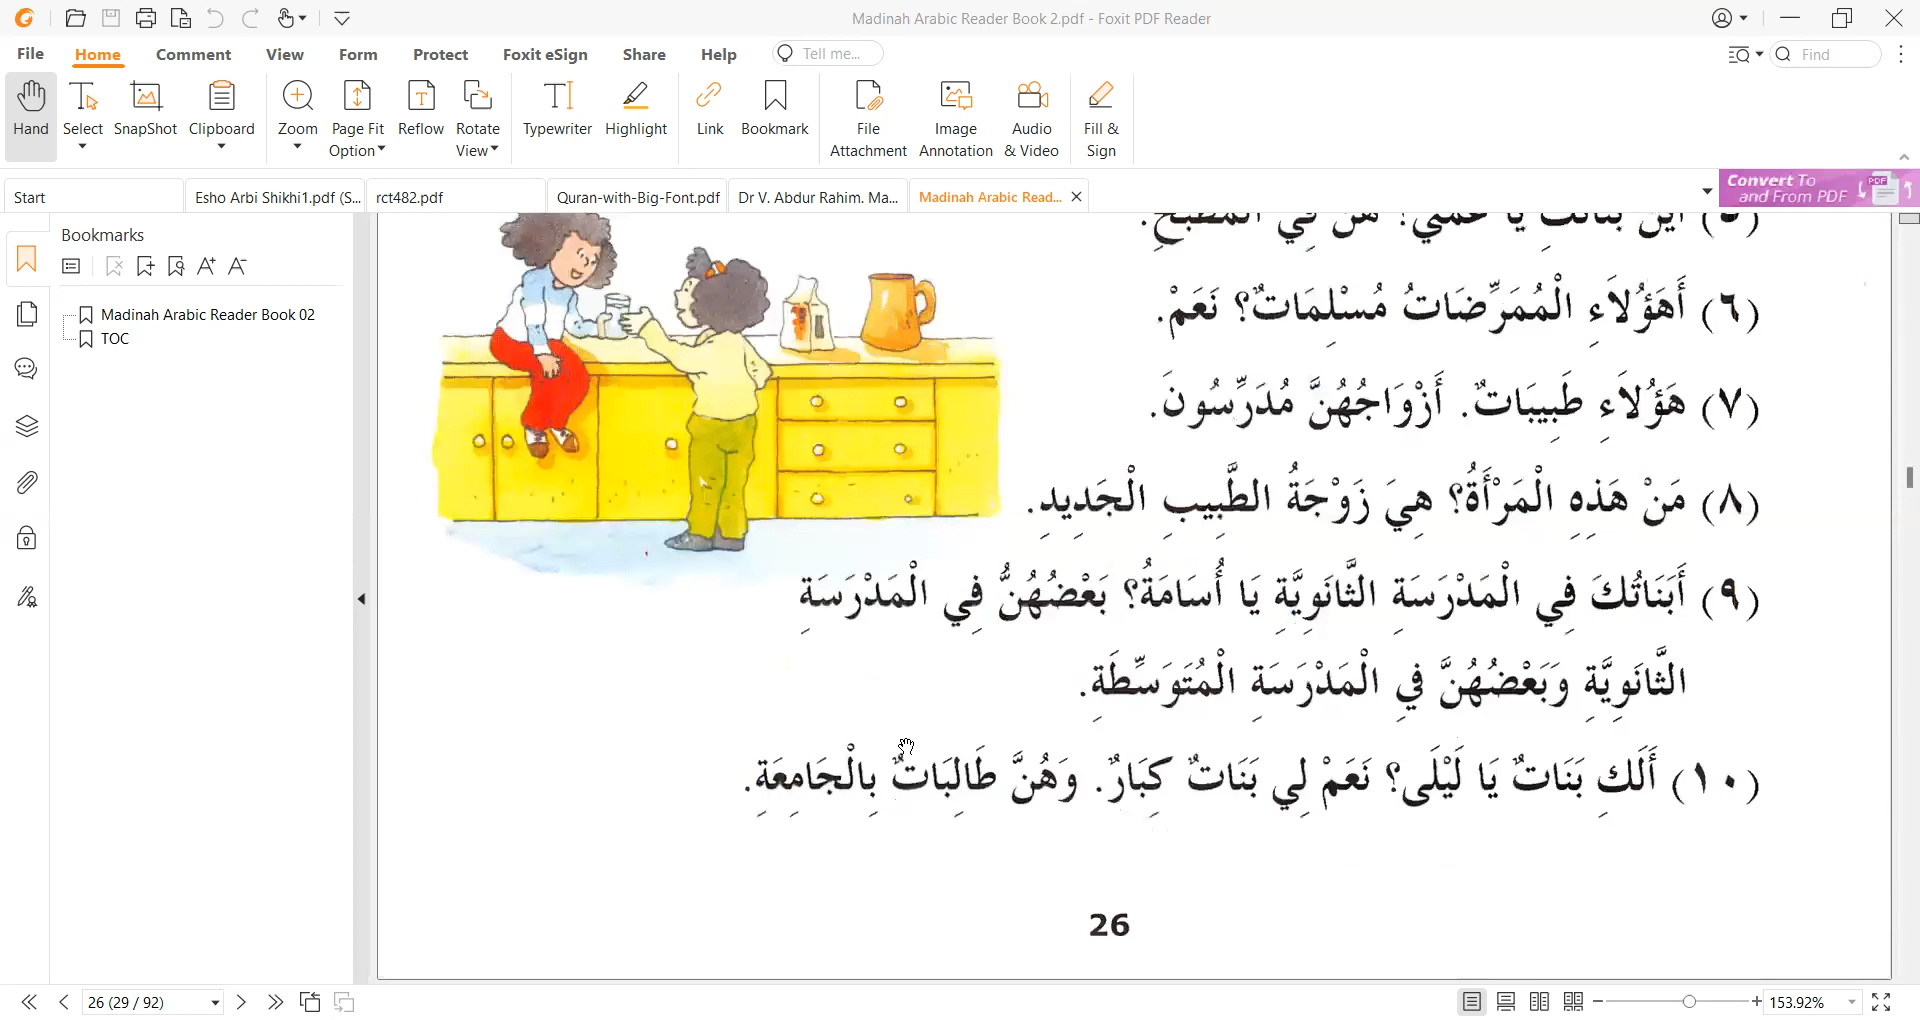 Madinah Arabic Reader Book 2.pdf - Foxit PDF Reader
File Home Comment View Form Protect Foxit eSign Share Help Tell me... Find
Hand Select SnapShot Clipboard Zoom Page Fit Option Reflow Rotate View Typewriter Highlight Link Bookmark File Attachment Image Annotation Audio & Video Fill & Sign
Start Esho Arbi Shikhi1.pdf (S... rct482.pdf Quran-with-Big-Font.pdf Dr V. Abdur Rahim. Ma... Madinah Arabic Read... Convert To and From PDF PDF
Bookmarks
Madinah Arabic Reader Book 02
TOC
(٥) أَيْنَ بَنَاتُكِ يَا عَمَّتِي؟ هُنَّ فِي الْمَطْبَخِ.
(٦) أَهَؤُلَاءِ الْمُمَرِّضَاتُ مُسْلِمَاتٌ؟ نَعَمْ.
(٧) هَؤُلَاءِ طَبِيبَاتٌ. أَزْوَاجُهُنَّ مُدَرِّسُونَ.
(٨) مَنْ هَذِهِ الْمَرْأَةُ؟ هِيَ زَوْجَةُ الطَّبِيبِ الْجَدِيدِ.
(٩) أَبَنَاتُكَ فِي الْمَدْرَسَةِ الثَّانَوِيَّةِ يَا أُسَامَةُ؟ بَعْضُهُنَّ فِي الْمَدْرَسَةِ
الثَّانَوِيَّةِ وَبَعْضُهُنَّ فِي الْمَدْرَسَةِ الْمُتَوَسِّطَةِ.
(١٠) أَلَكِ بَنَاتٌ يَا لَيْلَى؟ نَعَمْ لِي بَنَاتٌ كِبَارٌ. وَهُنَّ طَالِبَاتٌ بِالْجَامِعَةِ.
26
26 (29 / 92) 153.92%